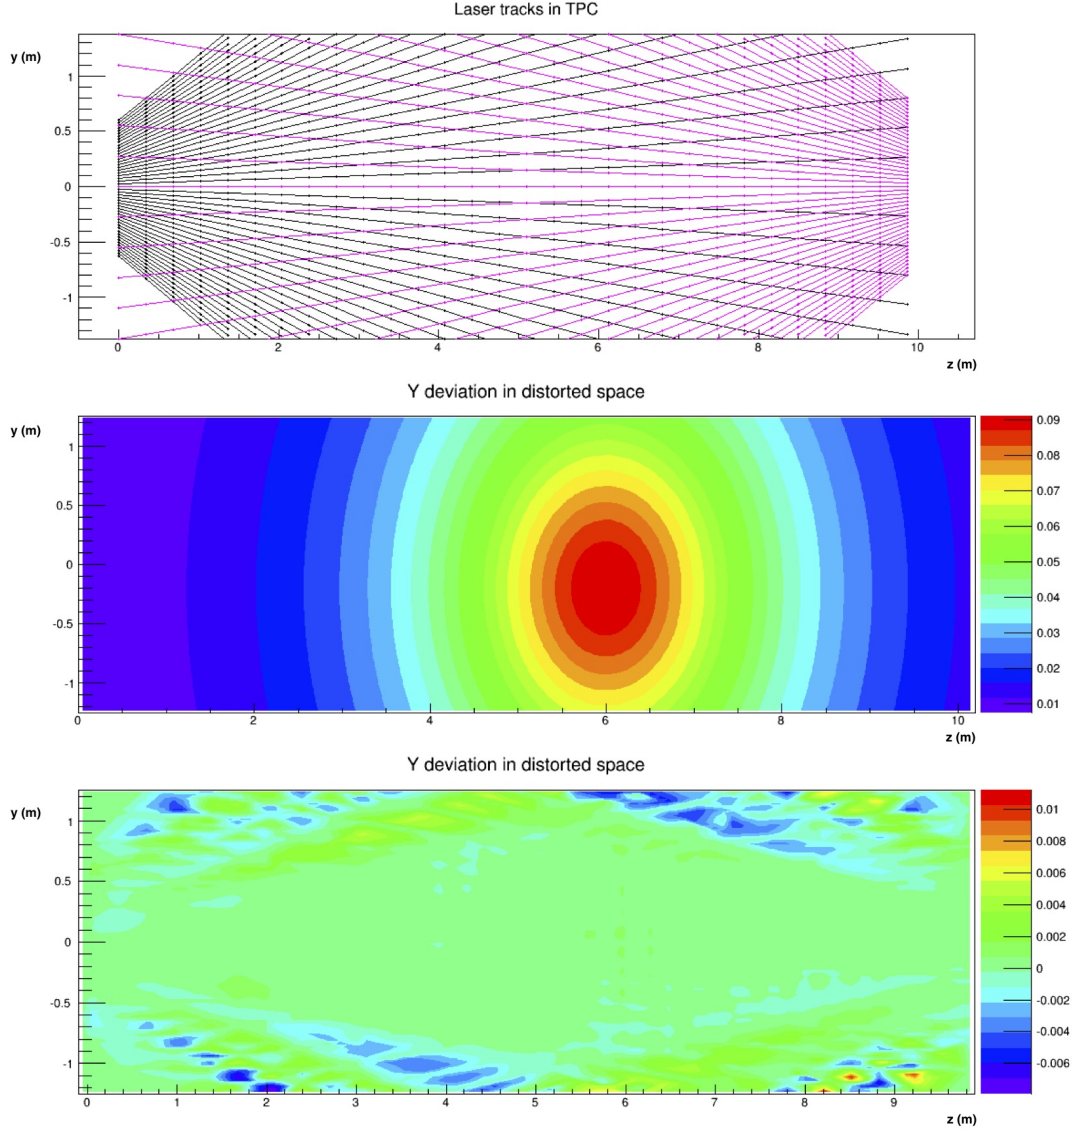 Laser tracks in TPC
y (m)
1
0.5
0
-0.5
-1
0 2 4 6 8 10
z (m)
Y deviation in distorted space
y (m)
1
0.5
0
-0.5
-1
0 2 4 6 8 10
z (m)
0.09
0.08
0.07
0.06
0.05
0.04
0.03
0.02
0.01
Y deviation in distorted space
y (m)
1
0.5
0
-0.5
-1
0 1 2 3 4 5 6 7 8 9
z (m)
0.01
0.008
0.006
0.004
0.002
0
-0.002
-0.004
-0.006